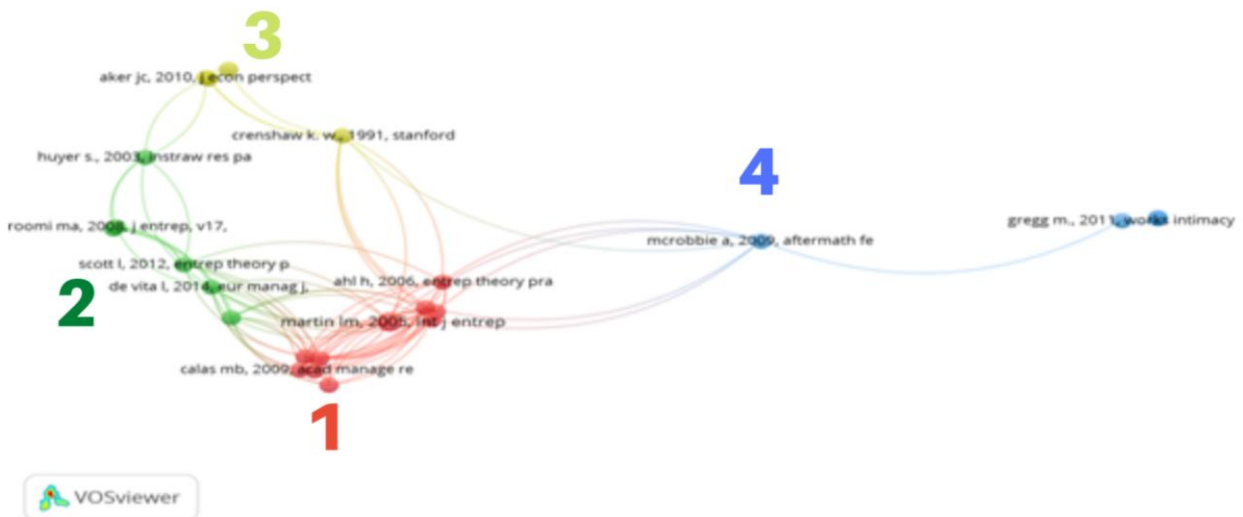 3
aker jc, 2010, j econ perspect
crenshaw k. w., 1991, stanford
huyer s., 2003, instraw res pa
4
roomi ma, 2008, j entrep, v17,
gregg m., 2011, works intimacy
mcrobbie a, 2009, aftermath fe
scott l, 2012, entrep theory p
ahl h, 2006, entrep theory pra
2
de vita l, 2014, eur manag j,
martin lm, 2005, int j entrep
calas mb, 2009, acad manage re
1
VOSviewer